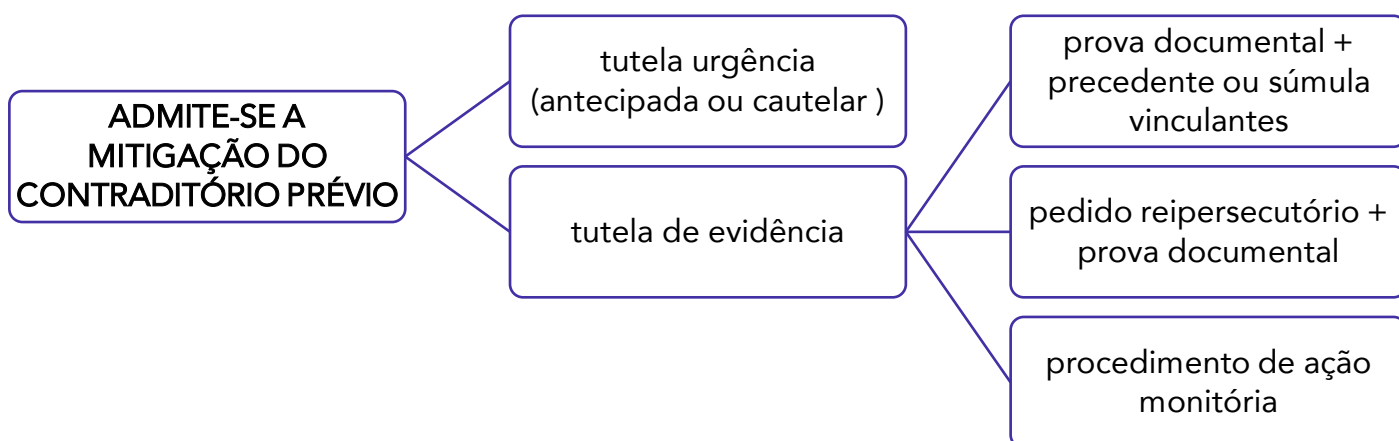 ADMITE-SE A
MITIGAÇÃO DO
CONTRADITÓRIO PRÉVIO
tutela urgência
(antecipada ou cautelar )
tutela de evidência
prova documental +
precedente ou súmula
vinculantes
pedido reipersecutório +
prova documental
procedimento de ação
monitória